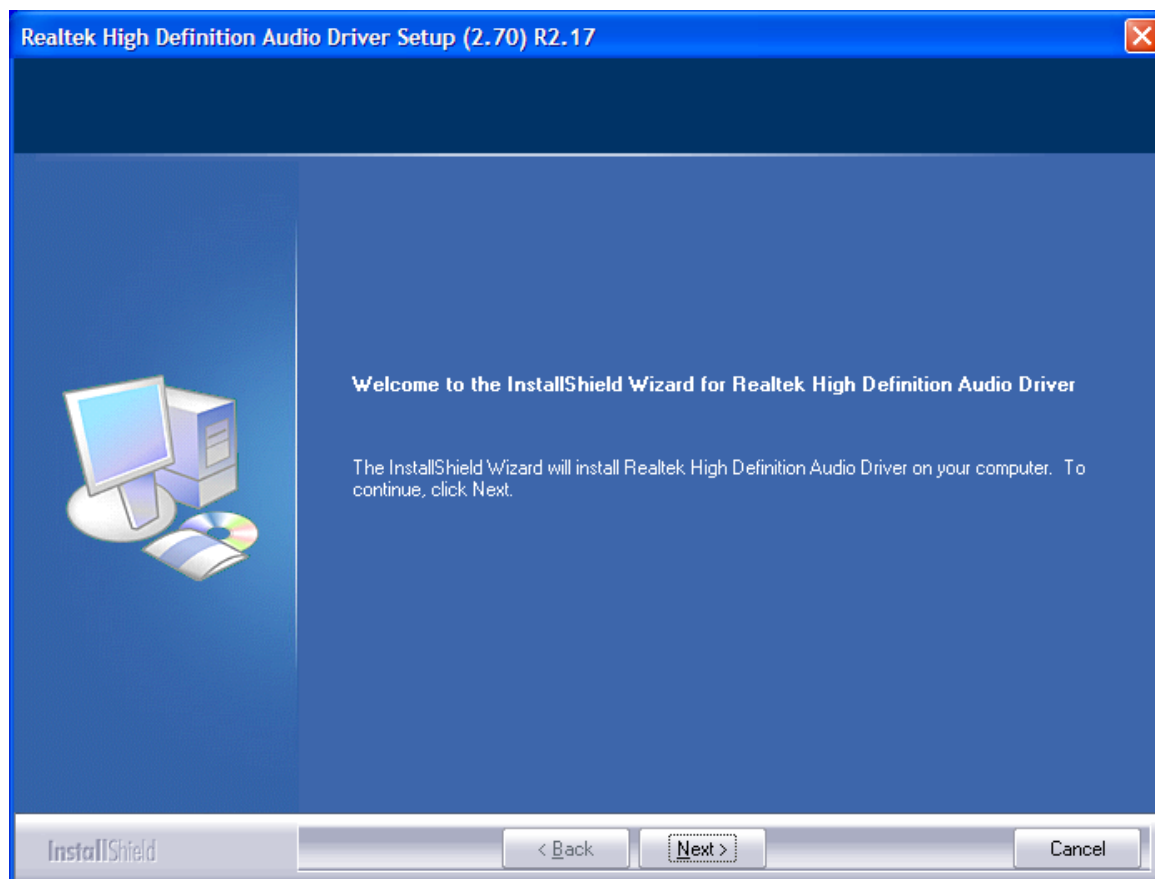 Realtek High Definition Audio Driver Setup (2.70) R2.17
Welcome to the InstallShield Wizard for Realtek High Definition Audio Driver
The InstallShield Wizard will install Realtek High Definition Audio Driver on your computer. To
continue, click Next.
InstallShield
< Back
Next >
Cancel